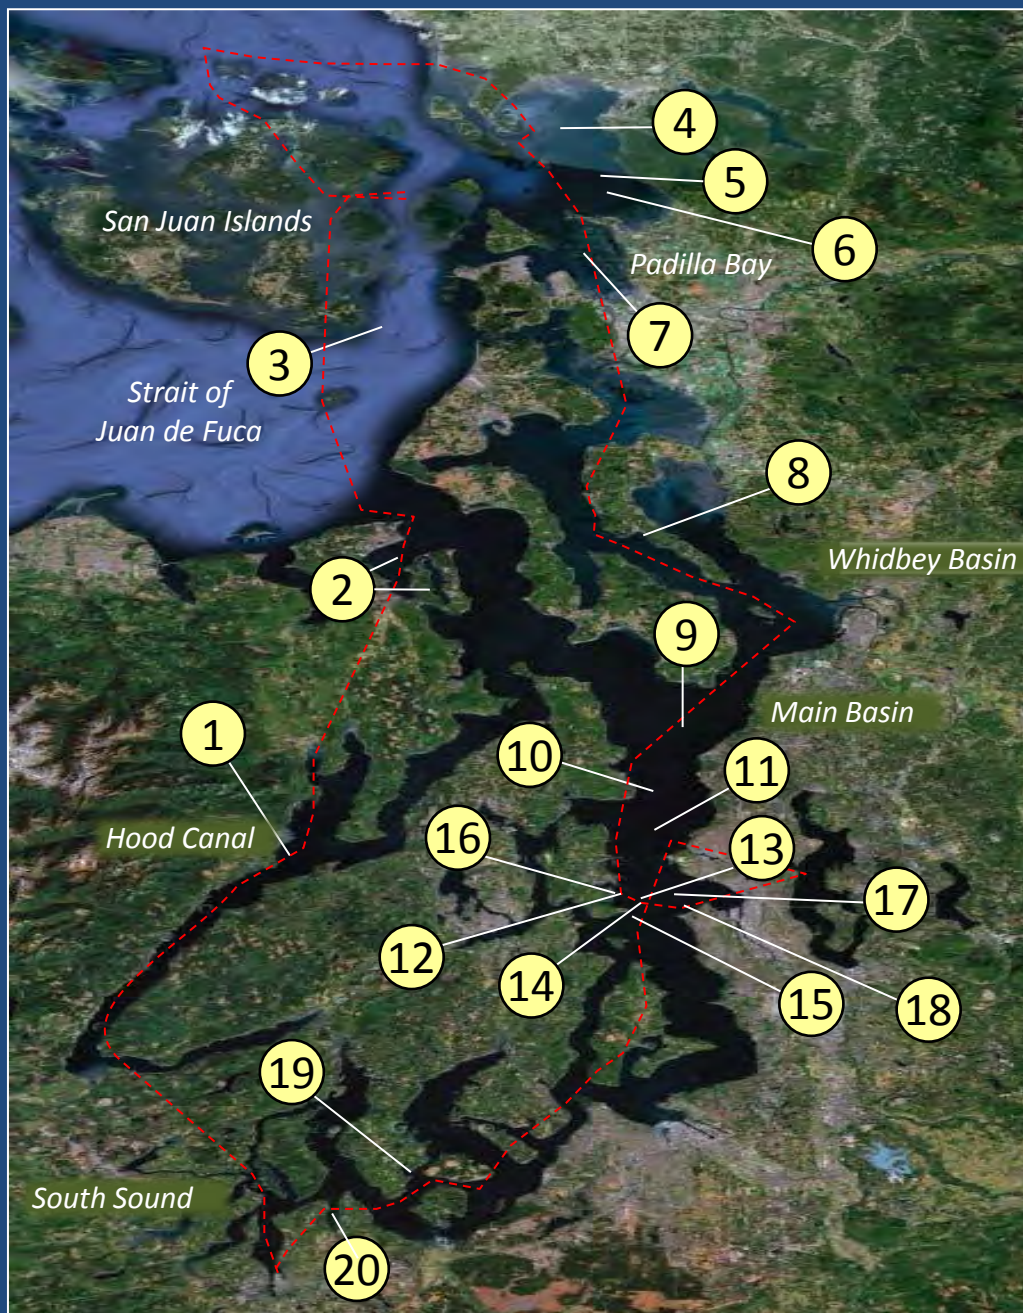 4
5
San Juan Islands
6
Padilla Bay
7
3
Strait of
Juan de Fuca
8
Whidbey Basin
2
9
Main Basin
1
10
11
Hood Canal
16
13
17
12
14
15
18
19
South Sound
20